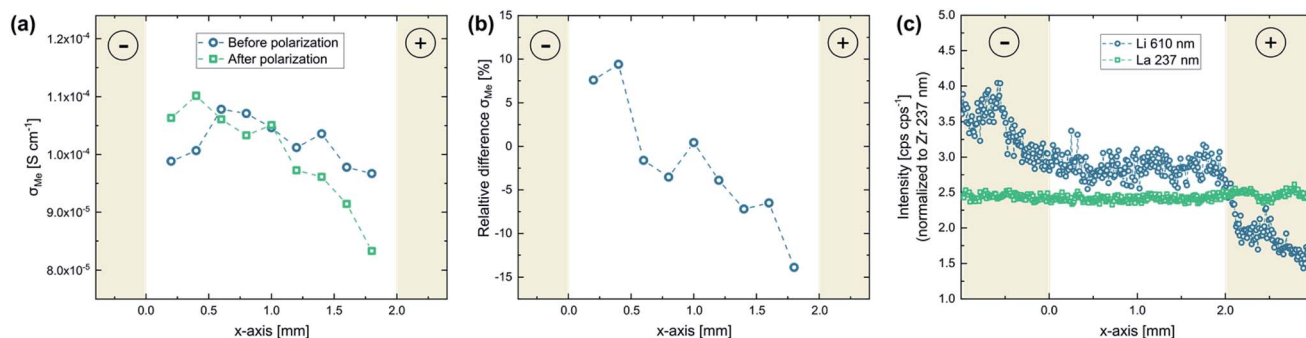 (a)
1.2x10⁻⁴
1.1x10⁻⁴
1.0x10⁻⁴
9.0x10⁻⁵
8.0x10⁻⁵
σMe [S cm⁻¹]
-
+
Before polarization
After polarization
0.0 0.5 1.0 1.5 2.0
x-axis [mm]
(b)
15
10
5
0
-5
-10
-15
Relaltive difference σMe [%]
-
+
0.0 0.5 1.0 1.5 2.0
x-axis [mm]
(c)
5.0
4.5
4.0
3.5
3.0
2.5
2.0
1.5
1.0
Intensity [cps cps⁻¹]
(normalized to Zr 237 nm)
-
+
Li 610 nm
La 237 nm
0.0 1.0 2.0
x-axis [mm]